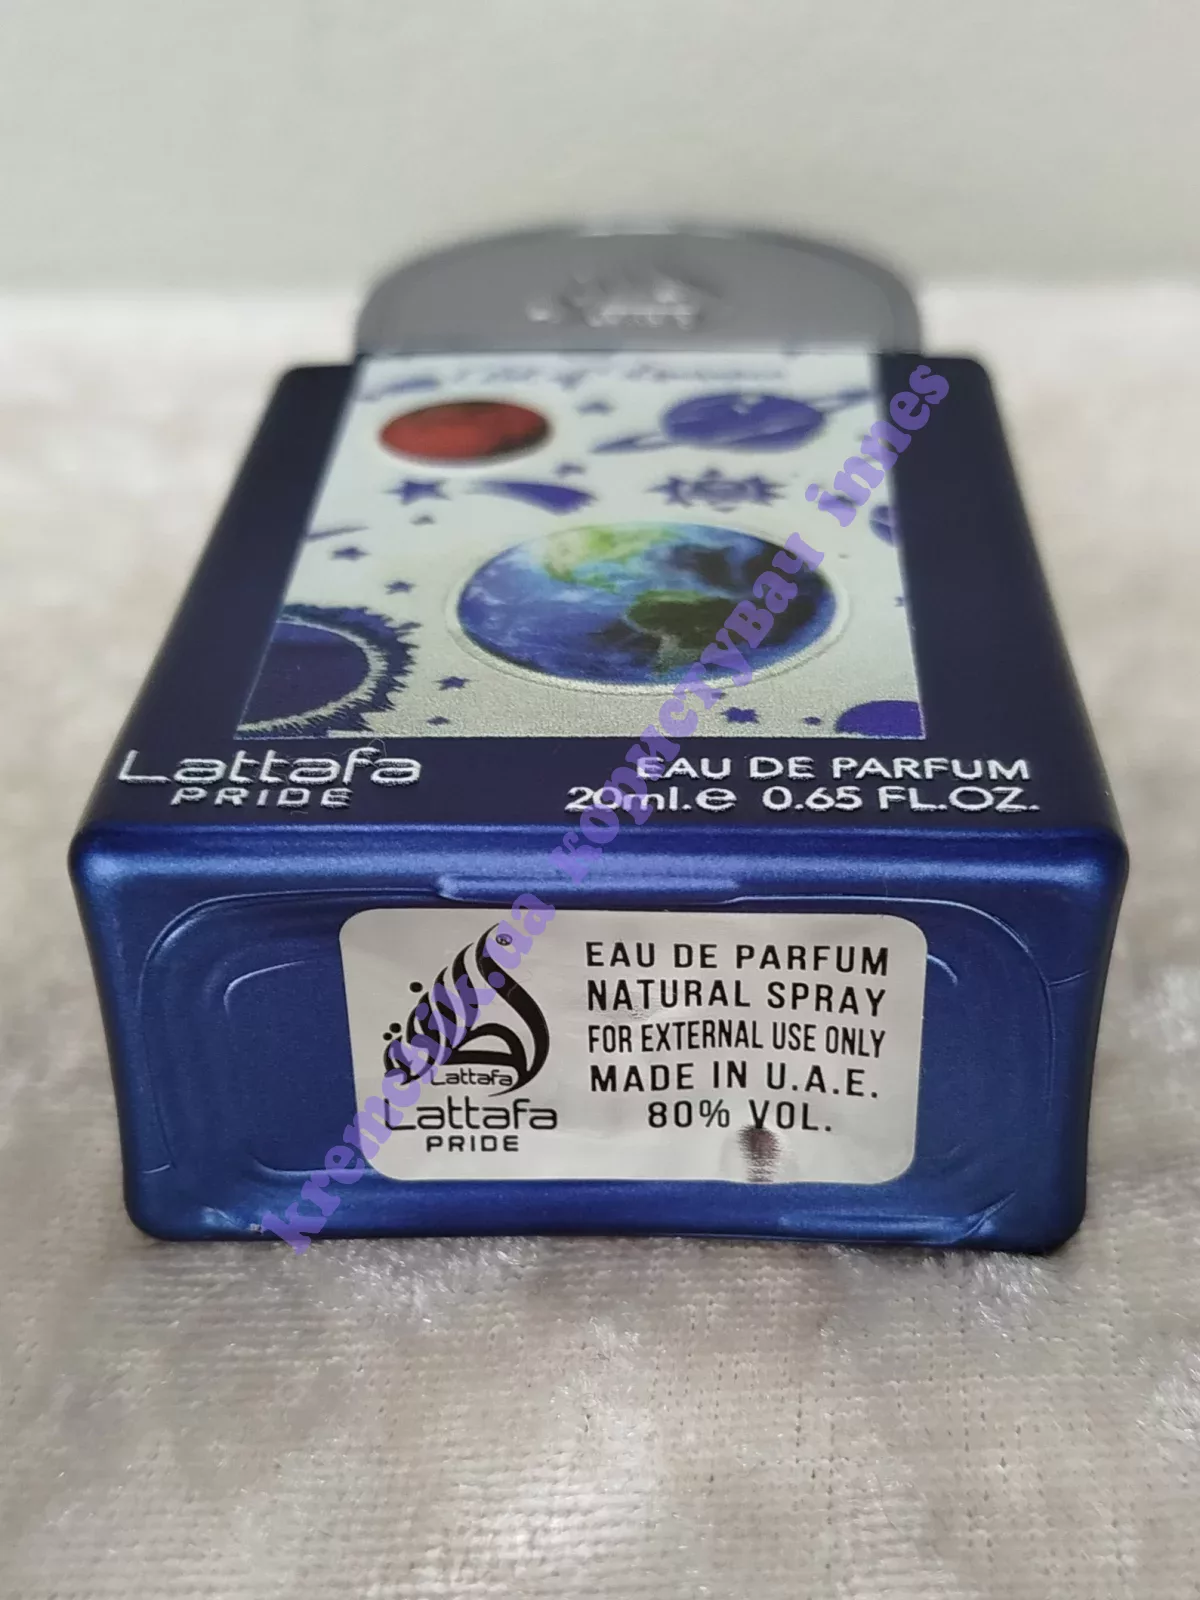 Lattafa
PRIDE
EAU DE PARFUM
20ml.e 0.65 FL.OZ.
®
Lattafa
Lattafa
PRIDE
EAU DE PARFUM
NATURAL SPRAY
FOR EXTERNAL USE ONLY
MADE IN U.A.E.
80% VOL.
kremchik.ua користувач innes